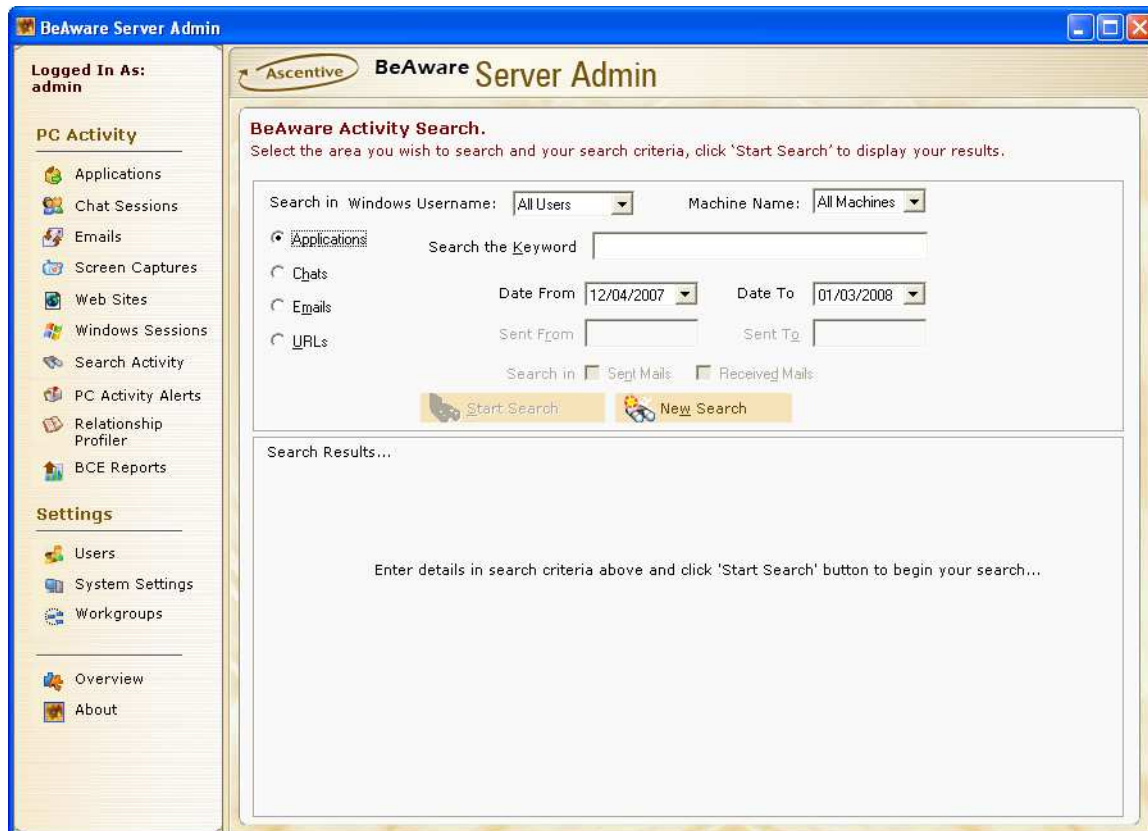 BeAware Server Admin
Logged In As:
admin
PC Activity
Applications
Chat Sessions
Emails
Screen Captures
Web Sites
Windows Sessions
Search Activity
PC Activity Alerts
Relationship
Profiler
BCE Reports
Settings
Users
System Settings
Workgroups
Overview
About
Ascentive BeAware Server Admin
BeAware Activity Search.
Select the area you wish to search and your search criteria, click 'Start Search' to display your results.
Search in Windows Username: All Users Machine Name: All Machines
Applications Search the Keyword
Chats
Date From 12/04/2007 Date To 01/03/2008
Emails
Sent From Sent To
URLs
Search in Sent Mails Received Mails
Start Search New Search
Search Results...
Enter details in search criteria above and click 'Start Search' button to begin your search...